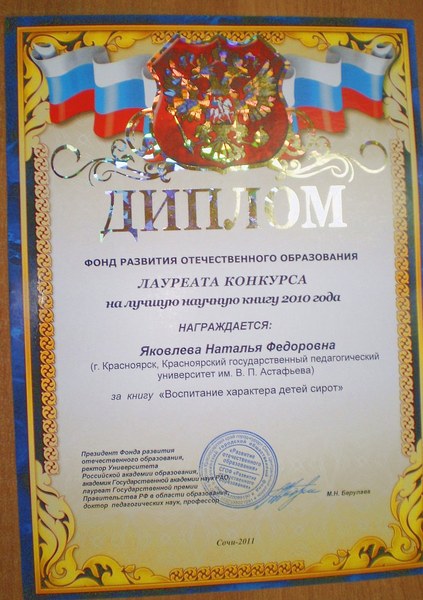 ДИПЛОМ
ФОНД РАЗВИТИЯ ОТЕЧЕСТВЕННОГО ОБРАЗОВАНИЯ
ЛАУРЕАТА КОНКУРСА
на лучшую научную книгу 2010 года
НАГРАЖДАЕТСЯ:
Яковлева Наталья Федоровна
(г. Красноярск, Красноярский государственный педагогический
университет им. В. П. Астафьева)
за книгу «Воспитание характера детей сирот»
Президент Фонда развития
отечественного образования,
ректор Университета
Российской академии образования,
академик Государственной академии наук РАО,
лауреат Государственной премии
Правительства РФ в области образования,
доктор педагогических наук, профессор
«Развитие
отечественного
образования»
М.Н. Берулава
Сочи-2011